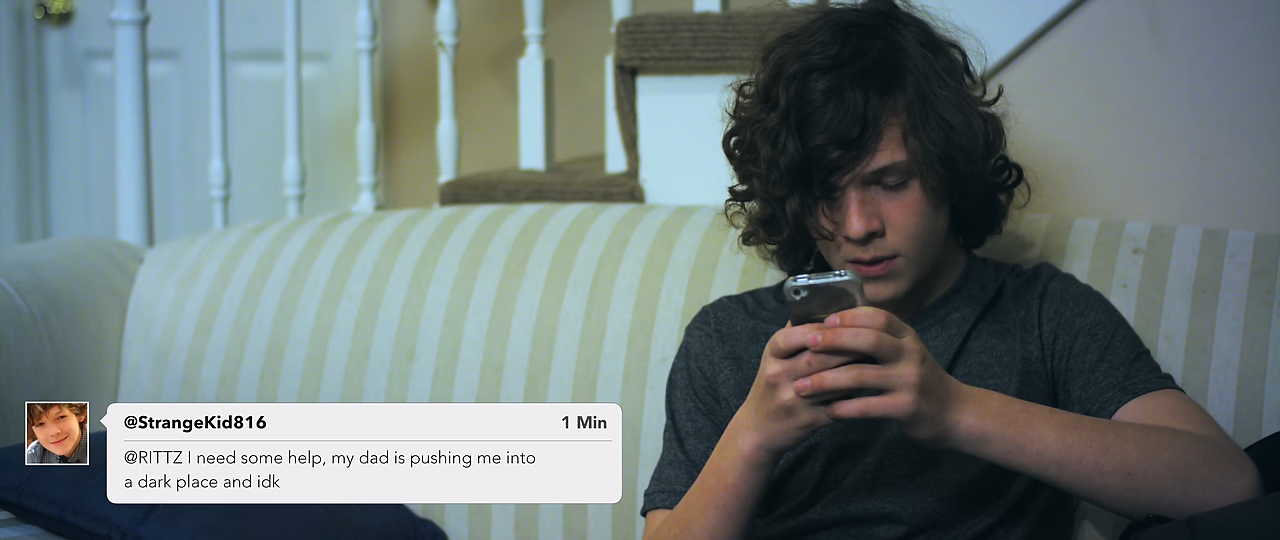 @StrangeKid816 1 Min
@RITTZ I need some help, my dad is pushing me into
a dark place and idk